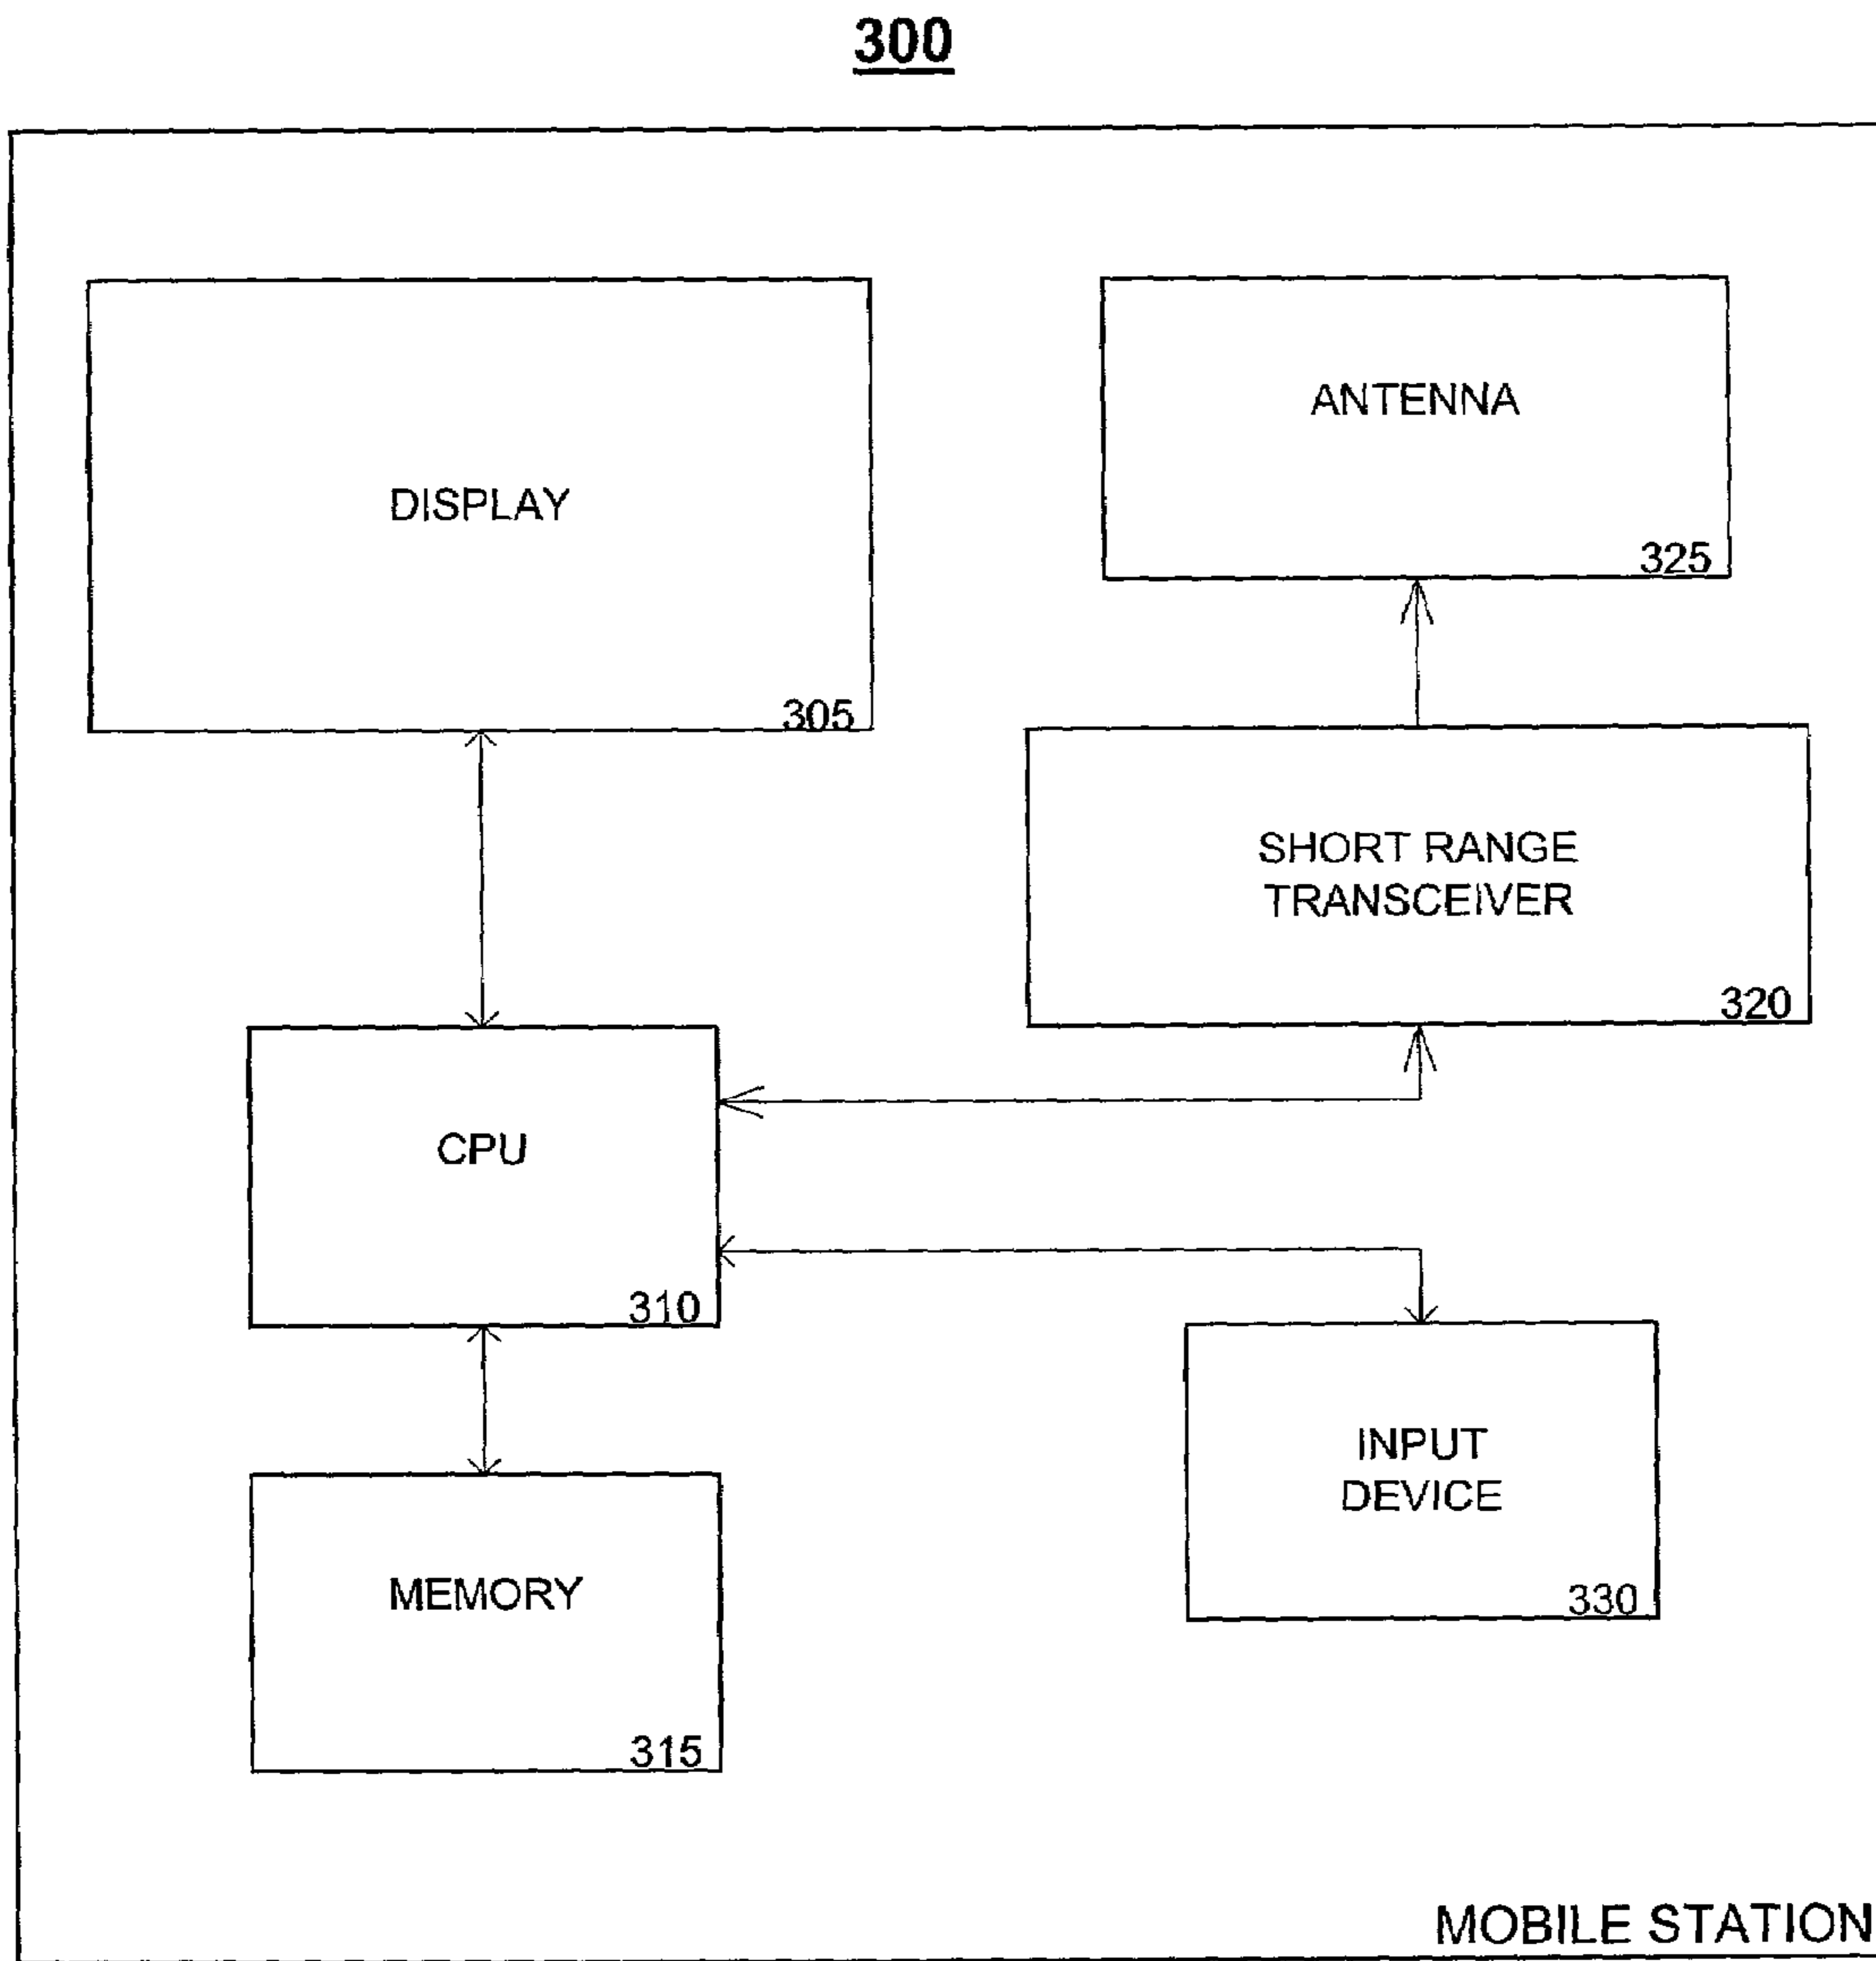 300
DISPLAY
305
ANTENNA
325
SHORT RANGE
TRANSCEIVER
320
CPU
310
INPUT
DEVICE
330
MEMORY
315
MOBILE STATION